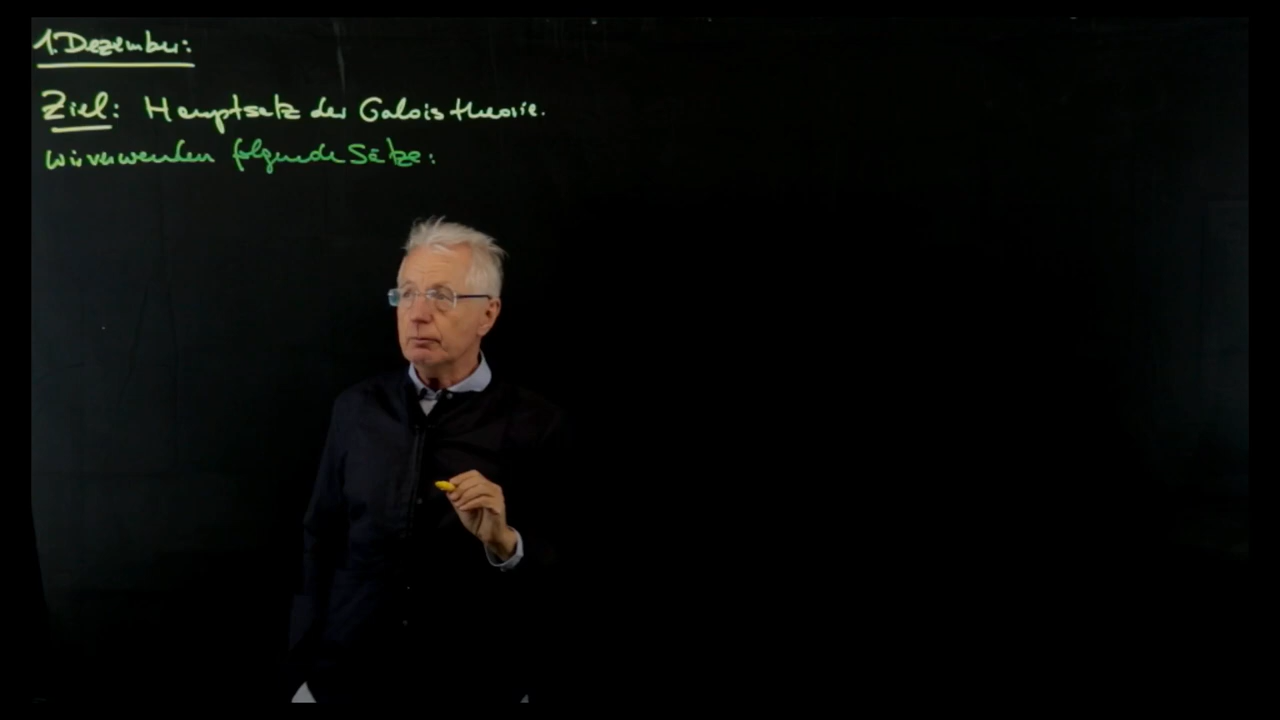 1. Dezember:
Ziel: Hauptsatz der Galoistheorie.
wir verwenden folgende Sätze: